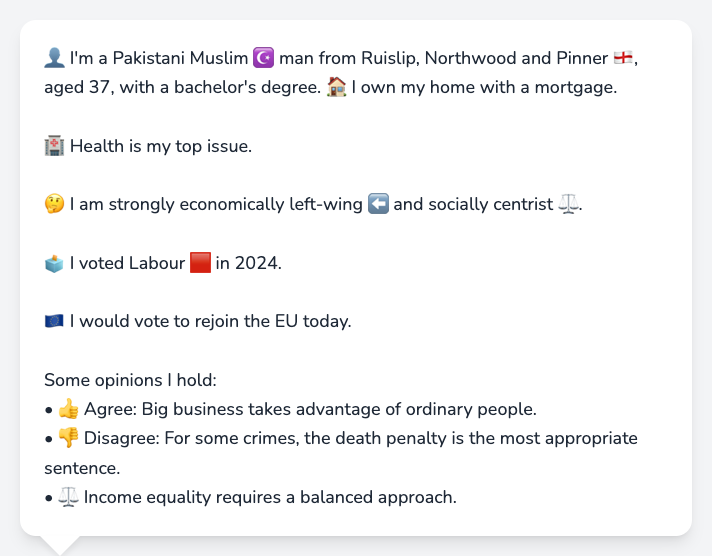 👤 I'm a Pakistani Muslim ☪️ man from Ruislip, Northwood and Pinner 🏴󠁧󠁢󠁥󠁮󠁧󠁿,
aged 37, with a bachelor's degree. 🏠 I own my home with a mortgage.
🏥 Health is my top issue.
🤔 I am strongly economically left-wing ⬅️ and socially centrist ⚖️.
🗳️ I voted Labour 🟥 in 2024.
🇪🇺 I would vote to rejoin the EU today.
Some opinions I hold:
• 👍 Agree: Big business takes advantage of ordinary people.
• 👎 Disagree: For some crimes, the death penalty is the most appropriate
sentence.
• ⚖️ Income equality requires a balanced approach.